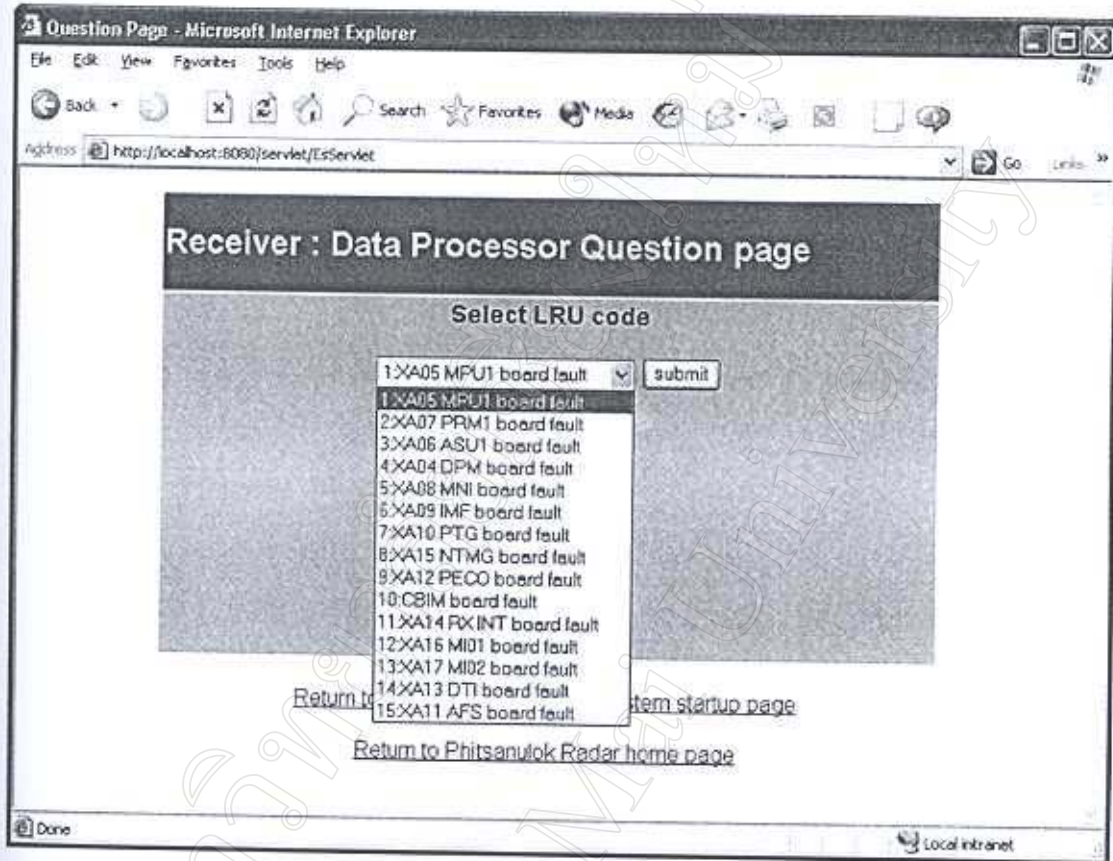 Question Page - Microsoft Internet Explorer
File Edit View Favorites Tools Help
Back Search Favorites Media
Address http://localhost:8080/servlet/EsServlet Go Links »
Receiver : Data Processor Question page
Select LRU code
1:XA05 MPU1 board fault submit
1:XA05 MPU1 board fault
2:XA07 PRM1 board fault
3:XA06 ASU1 board fault
4:XA04 DPM board fault
5:XA08 MNI board fault
6:XA09 IMF board fault
7:XA10 PTG board fault
8:XA15 NTMG board fault
9:XA12 PECO board fault
10:CBIM board fault
11:XA14 RXINT board fault
12:XA16 MI01 board fault
13:XA17 MI02 board fault
14:XA13 DTI board fault
15:XA11 AFS board fault
Return to stem startup page
Return to Phitsanulok Radar home page
Done Local intranet